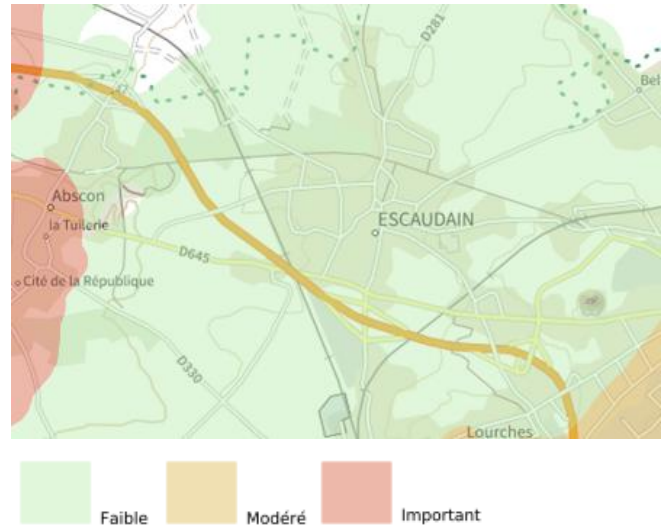 D281
Bel
Abscon
la Tuilerie
ESCAUDAIN
D645
Cité de la République
D330
Lourches
Faible
Modéré
Important